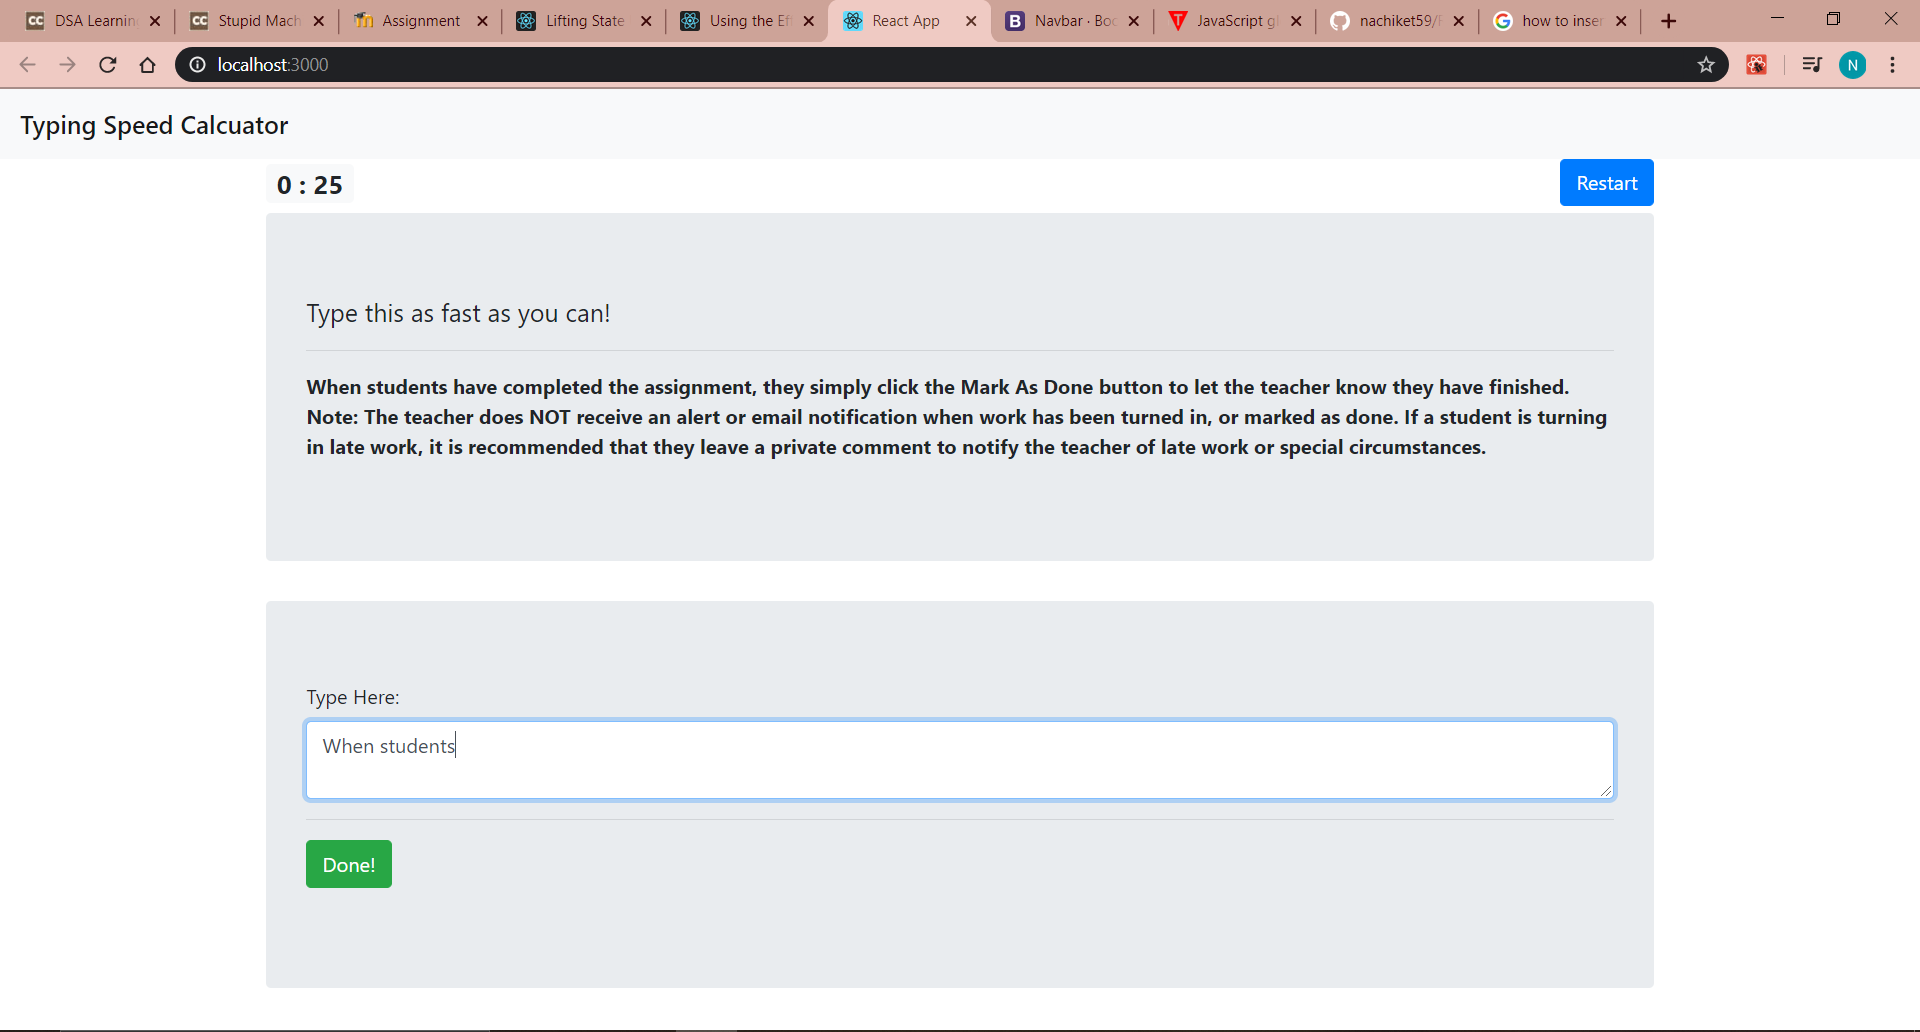 DSA Learnin
Stupid Mach
Assignment
Lifting State
Using the Ef
React App
Navbar · Boo
JavaScript gl
nachiket59/
how to inser
localhost:3000
N
Typing Speed Calcuator
0 : 25
Restart
Type this as fast as you can!
When students have completed the assignment, they simply click the Mark As Done button to let the teacher know they have finished.
Note: The teacher does NOT receive an alert or email notification when work has been turned in, or marked as done. If a student is turning
in late work, it is recommended that they leave a private comment to notify the teacher of late work or special circumstances.
Type Here:
When students
Done!